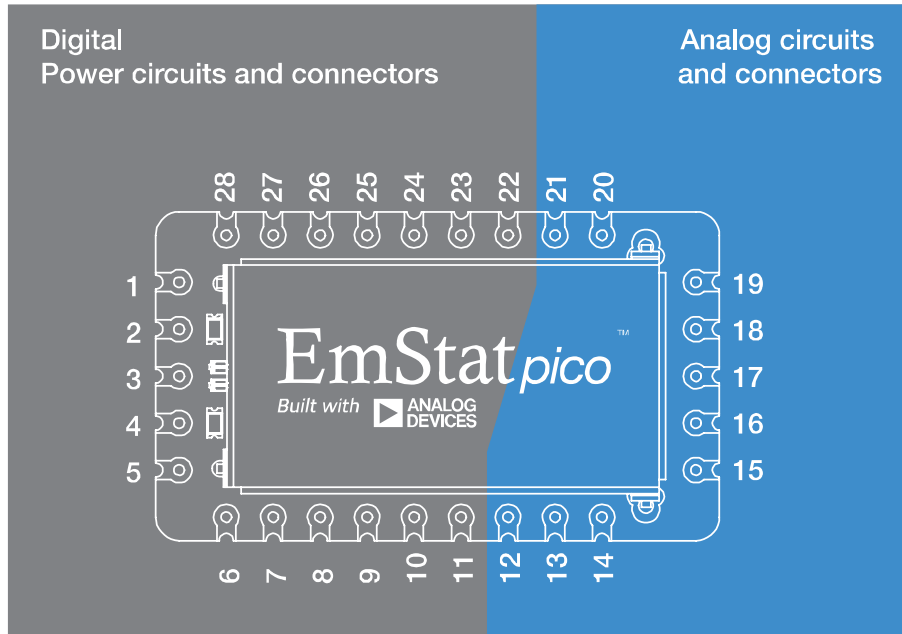 Digital
Power circuits and connectors
Analog circuits
and connectors
28 27 26 25 24 23 22 21 20
1
2
3
4
5
EmStat pico ™
Built with ANALOG
DEVICES
19
18
17
16
15
6 7 8 9 10 11 12 13 14